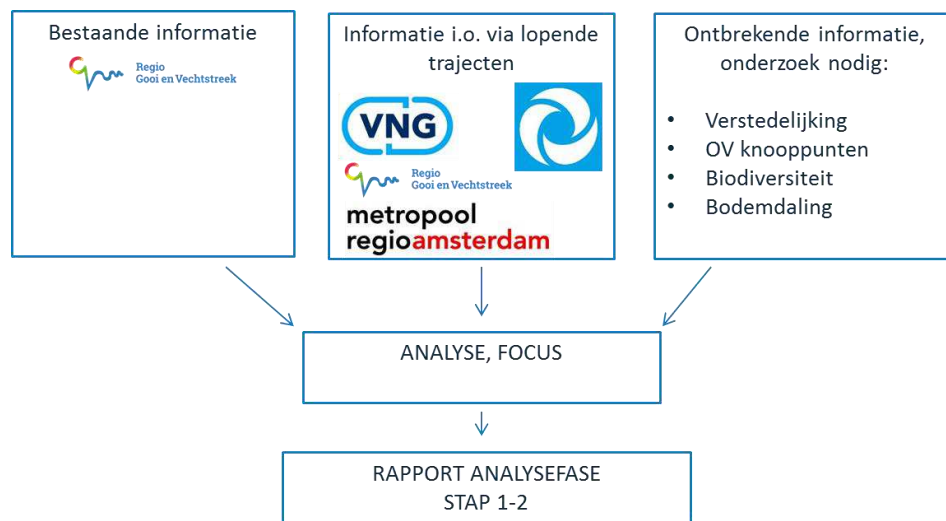 Bestaande informatie
Regio
Gooi en Vechtstreek
Informatie i.o. via lopende
trajecten
VNG
Regio
Gooi en Vechtstreek
metropool
regioamsterdam
Ontbrekende informatie,
onderzoek nodig:
• Verstedelijking
• OV knooppunten
• Biodiversiteit
• Bodemdaling
ANALYSE, FOCUS
RAPPORT ANALYSEFASE
STAP 1-2